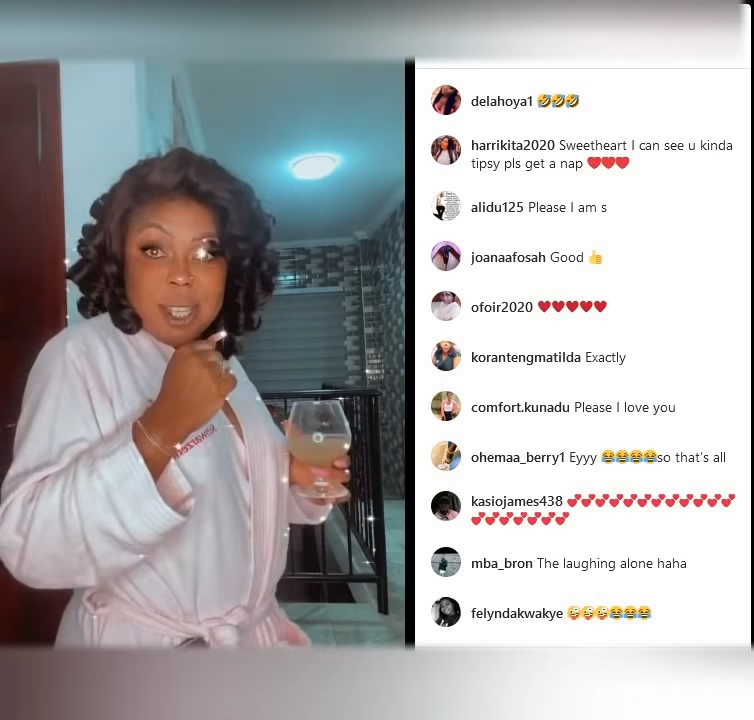 delahoya1 🤣🤣🤣
harrikita2020 Sweetheart I can see u kinda
tipsy pls get a nap ❤️❤️❤️
alidu125 Please I am s
joanaafosah Good 👍
ofoir2020 ❤️❤️❤️❤️❤️
korantengmatilda Exactly
comfort.kunadu Please I love you
ohemaa_berry1 Eyyy 😂😂😂😂so that's all
kasiojames438 💕💕💕💕💕💕💕💕💕💕💕💕
💕💕💕💕💕💕💕
mba_bron The laughing alone haha
felyndakwakye 🤪🤪🤪😂😂😂